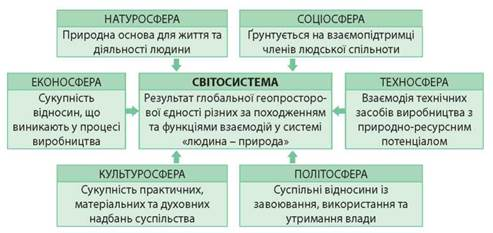 НАТУРОСФЕРА
Природна основа для життя та
діяльності людини
СОЦІОСФЕРА
Ґрунтується на взаємопідтримці
членів людської спільноти
ЕКОНОСФЕРА
Сукупність
відносин, що
виникають у процесі
виробництва
СВІТОСИСТЕМА
Результат глобальної геопросторо-
вої єдності різних за походженням
та функціями взаємодій у системі
«людина – природа»
ТЕХНОСФЕРА
Взаємодія технічних
засобів виробництва з
природно-ресурсним
потенціалом
КУЛЬТУРОСФЕРА
Сукупність практичних,
матеріальних та духовних
надбань суспільства
ПОЛІТОСФЕРА
Суспільні відносини із
завоювання, використання та
утримання влади